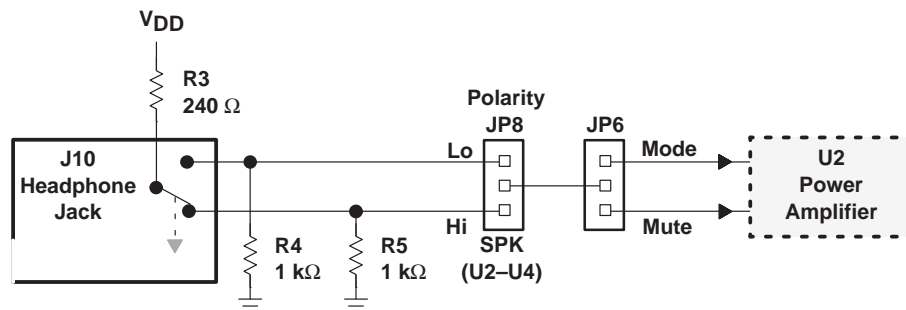 VDD
R3
240 Ω
Polarity
JP8
JP6
J10
Headphone
Jack
Lo
Mode
U2
Power
Amplifier
Hi
Mute
R4
1 kΩ
R5
1 kΩ
SPK
(U2–U4)